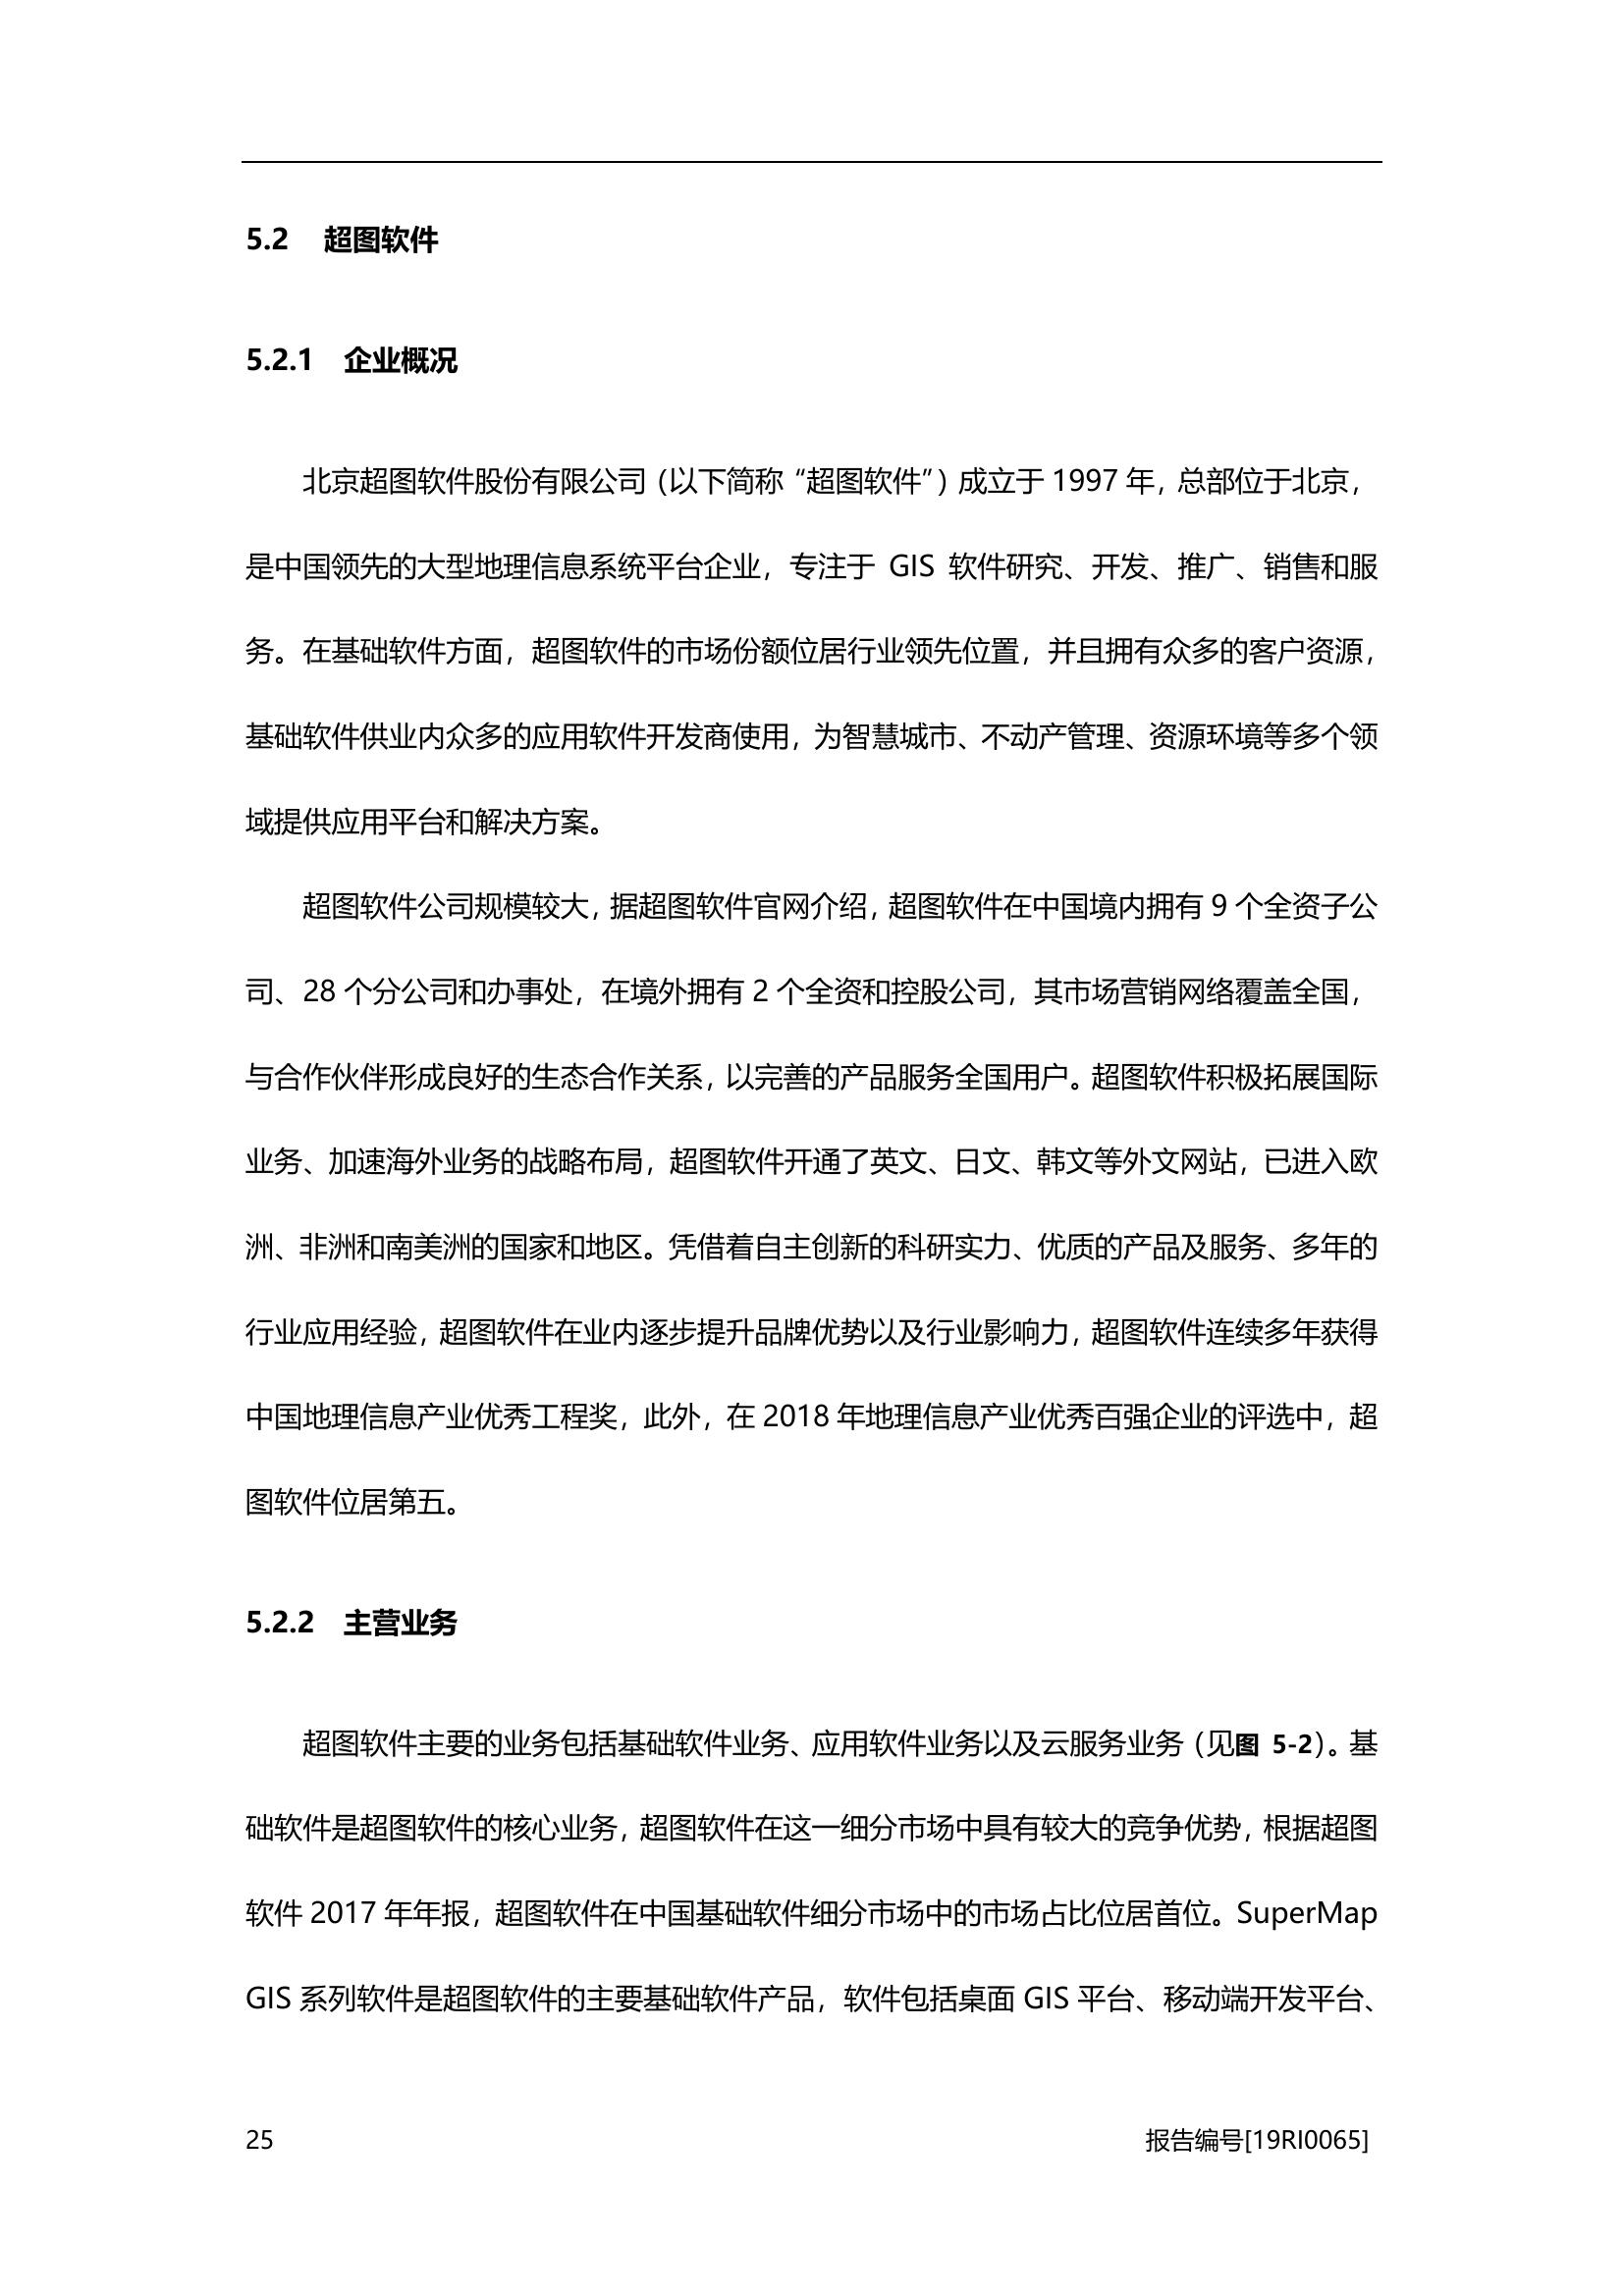 5.2 超图软件
5.2.1 企业概况
北京超图软件股份有限公司（以下简称“超图软件”）成立于 1997 年，总部位于北京，
是中国领先的大型地理信息系统平台企业，专注于 GIS 软件研究、开发、推广、销售和服
务。在基础软件方面，超图软件的市场份额位居行业领先位置，并且拥有众多的客户资源，
基础软件供业内众多的应用软件开发商使用，为智慧城市、不动产管理、资源环境等多个领
域提供应用平台和解决方案。
超图软件公司规模较大，据超图软件官网介绍，超图软件在中国境内拥有 9 个全资子公
司、28 个分公司和办事处，在境外拥有 2 个全资和控股公司，其市场营销网络覆盖全国，
与合作伙伴形成良好的生态合作关系，以完善的产品服务全国用户。超图软件积极拓展国际
业务、加速海外业务的战略布局，超图软件开通了英文、日文、韩文等外文网站，已进入欧
洲、非洲和南美洲的国家和地区。凭借着自主创新的科研实力、优质的产品及服务、多年的
行业应用经验，超图软件在业内逐步提升品牌优势以及行业影响力，超图软件连续多年获得
中国地理信息产业优秀工程奖，此外，在 2018 年地理信息产业优秀百强企业的评选中，超
图软件位居第五。
5.2.2 主营业务
超图软件主要的业务包括基础软件业务、应用软件业务以及云服务业务（见图 5-2）。基
础软件是超图软件的核心业务，超图软件在这一细分市场中具有较大的竞争优势，根据超图
软件 2017 年年报，超图软件在中国基础软件细分市场中的市场占比位居首位。SuperMap
GIS 系列软件是超图软件的主要基础软件产品，软件包括桌面 GIS 平台、移动端开发平台、
25 报告编号[19RI0065]